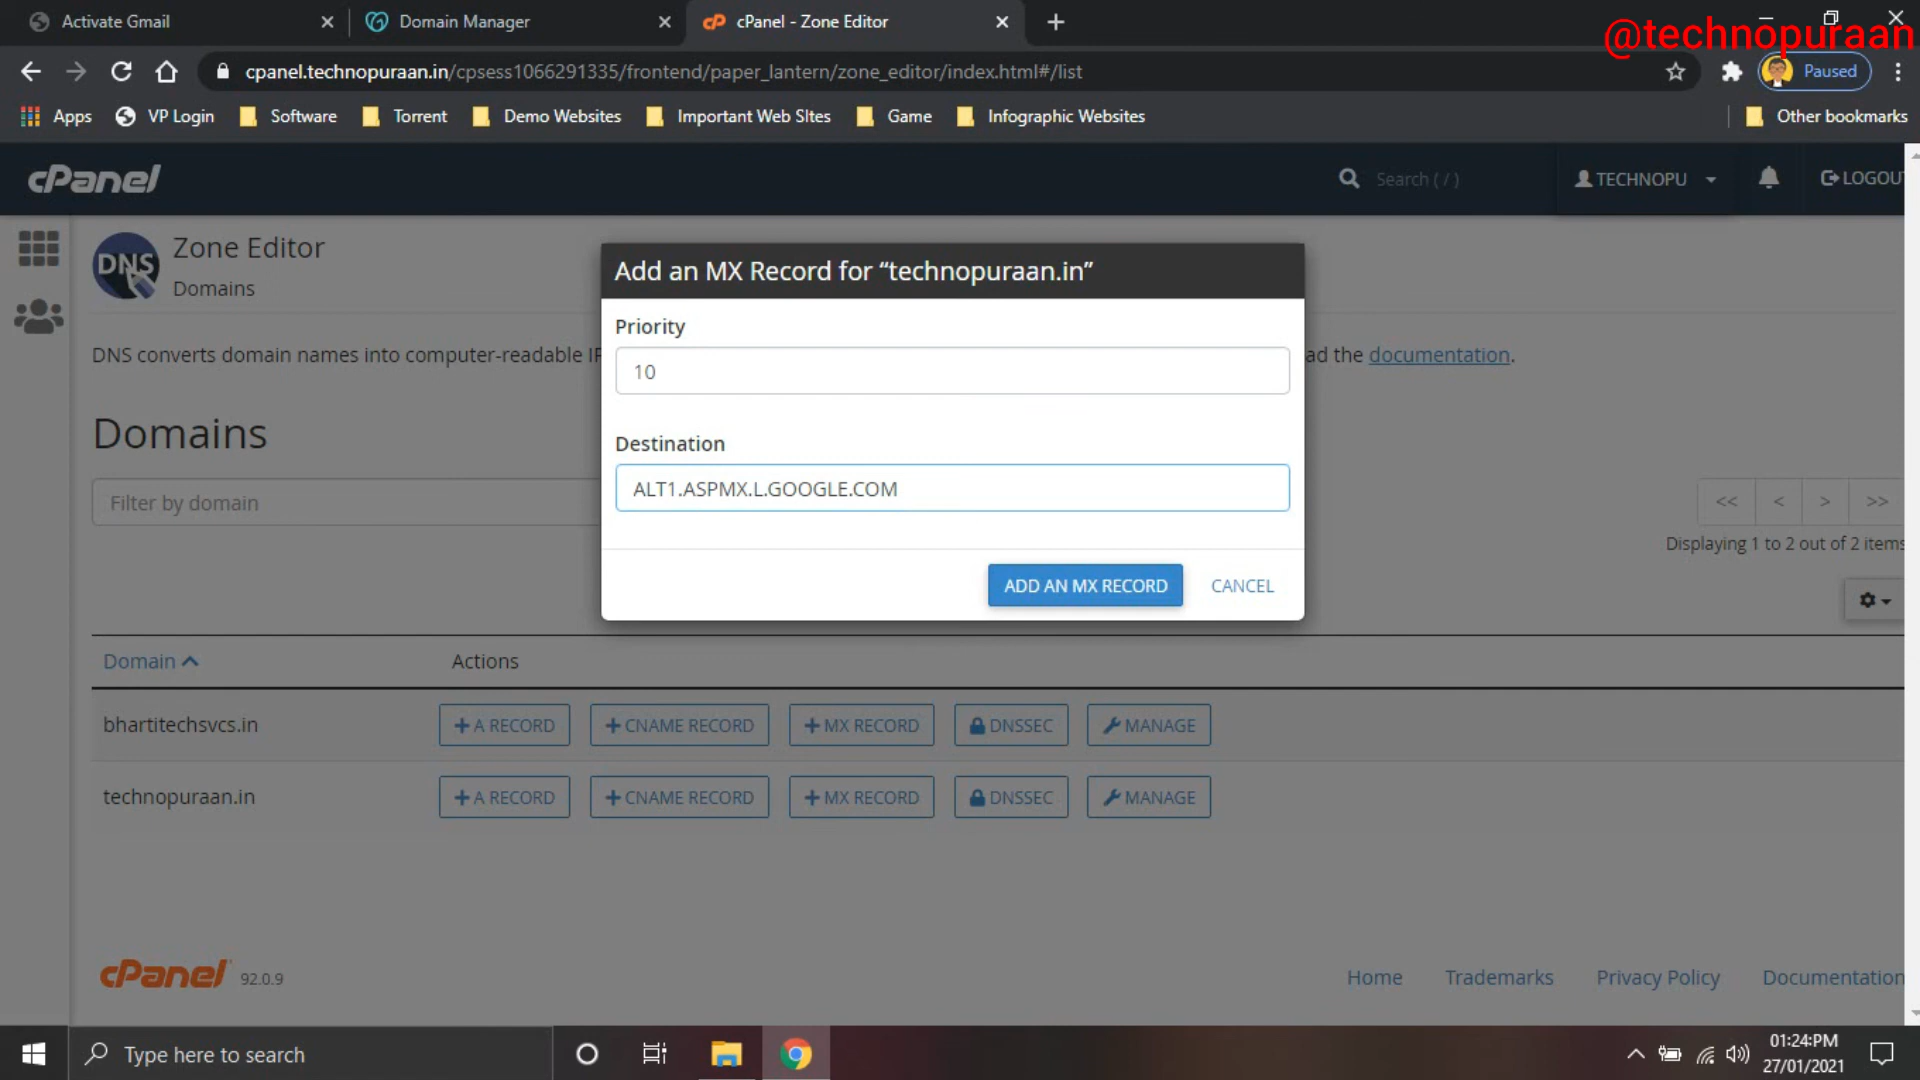 Activate Gmail
Domain Manager
cPanel - Zone Editor
@technopuraan
cpanel.technopuraan.in/cpsess1066291335/frontend/paper_lantern/zone_editor/index.html#/list
Paused
Apps
VP Login
Software
Torrent
Demo Websites
Important Web SItes
Game
Infographic Websites
Other bookmarks
cPanel
Search ( / )
TECHNOPU
LOGOU
DNS
Zone Editor
Domains
DNS converts domain names into computer-readable IP
ad the documentation.
Add an MX Record for “technopuraan.in”
Priority
10
Destination
ALT1.ASPMX.L.GOOGLE.COM
ADD AN MX RECORD
CANCEL
Domains
Filter by domain
<< < > >>
Displaying 1 to 2 out of 2 items
Domain
Actions
bhartitechsvcs.in
+ A RECORD
+ CNAME RECORD
+ MX RECORD
DNSSEC
MANAGE
technopuraan.in
+ A RECORD
+ CNAME RECORD
+ MX RECORD
DNSSEC
MANAGE
cPanel 92.0.9
Home
Trademarks
Privacy Policy
Documentation
Type here to search
01:24:PM
27/01/2021